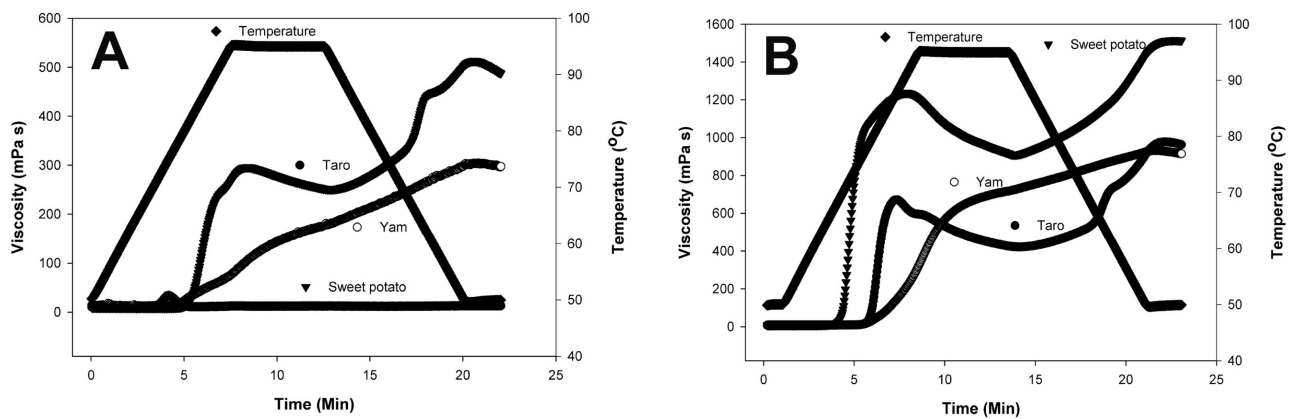 A
Temperature
Taro
Yam
Sweet potato
Viscosity (mPa s)
600
500
400
300
200
100
0
Temperature (°C)
100
90
80
70
60
50
40
0
5
10
15
20
25
Time (Min)
B
Temperature
Sweet potato
Yam
Taro
Viscosity (mPa s)
1600
1400
1200
1000
800
600
400
200
0
Temperature (°C)
100
90
80
70
60
50
40
0
5
10
15
20
25
Time (Min)